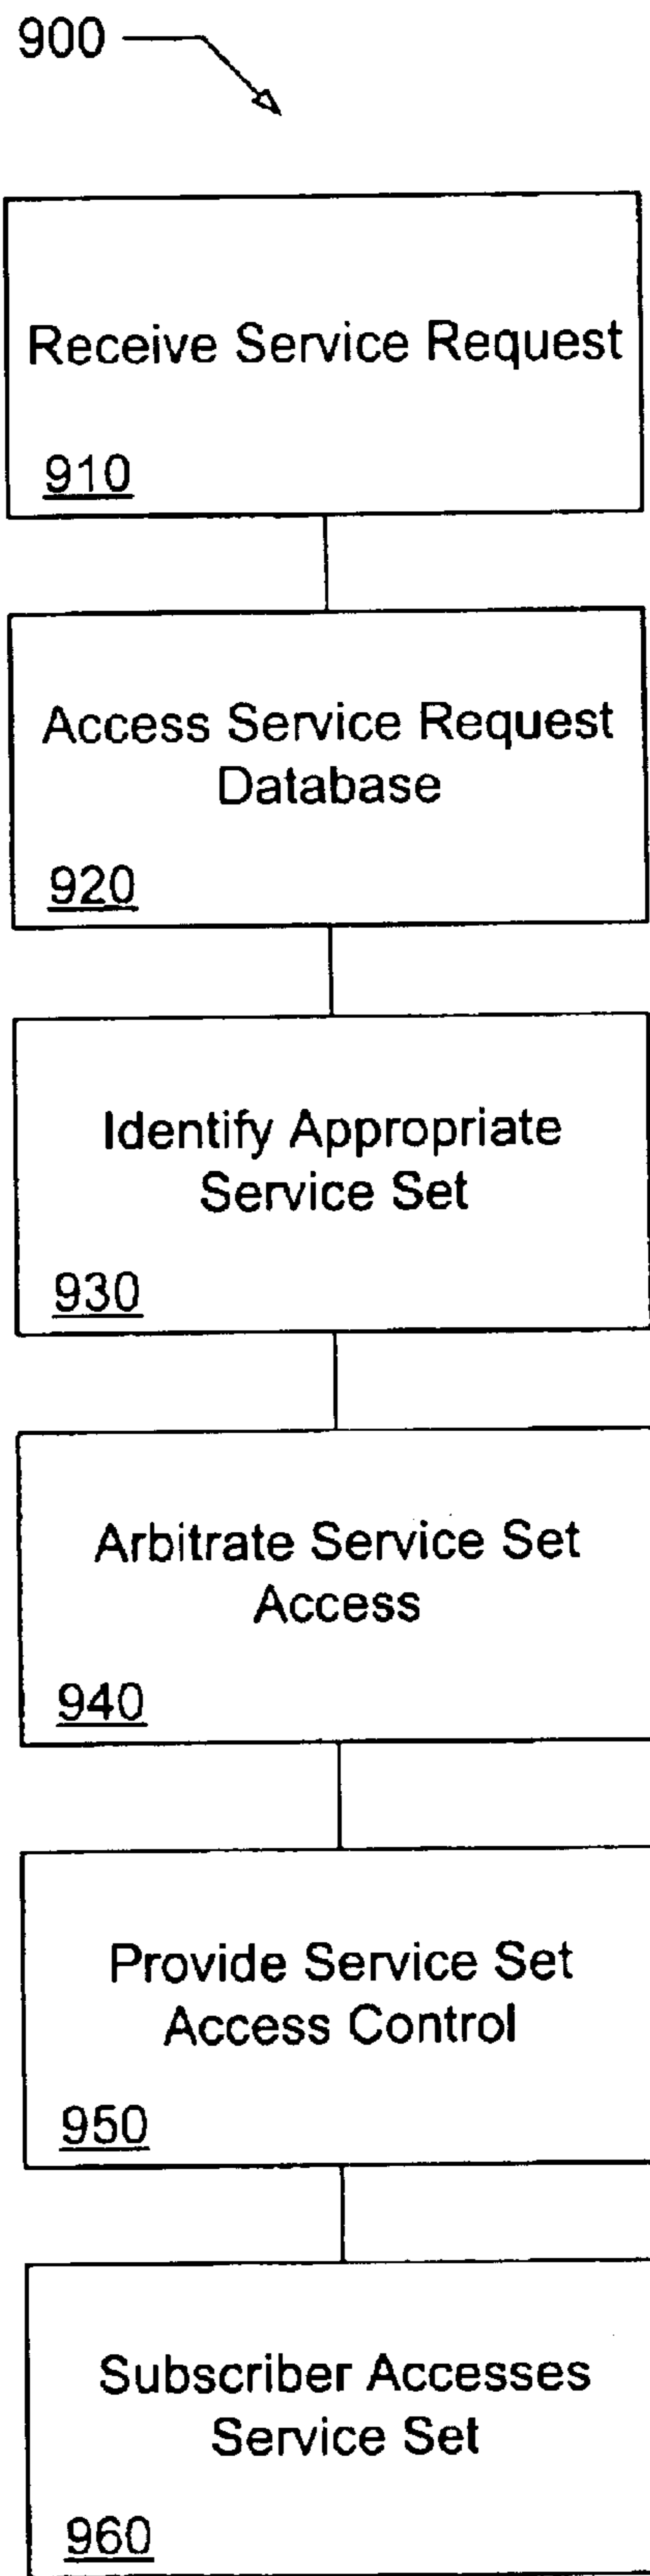 900
Receive Service Request
910
Access Service Request
Database
920
Identify Appropriate
Service Set
930
Arbitrate Service Set
Access
940
Provide Service Set
Access Control
950
Subscriber Accesses
Service Set
960